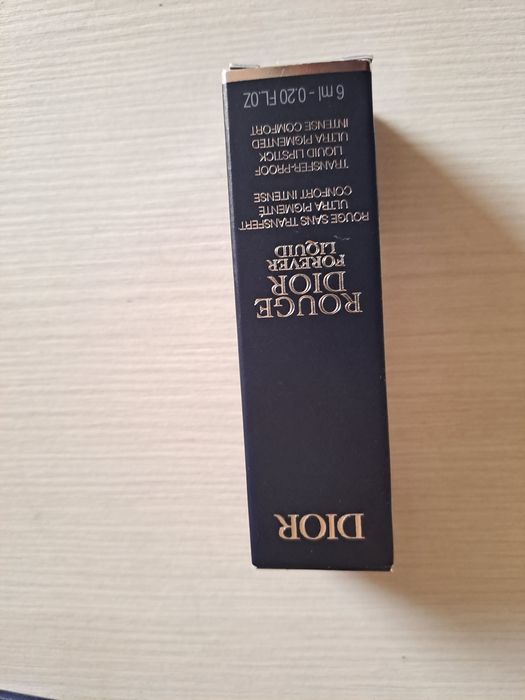 DIOR
ROUGE
DIOR
FOREVER
LIQUID
ROUGE SANS TRANSFERT
ULTRA PIGMENTÉ
CONFORT INTENSE
TRANSFER-PROOF
LIQUID LIPSTICK
ULTRA PIGMENTED
INTENSE COMFORT
6 ml - 0.20 FL.OZ